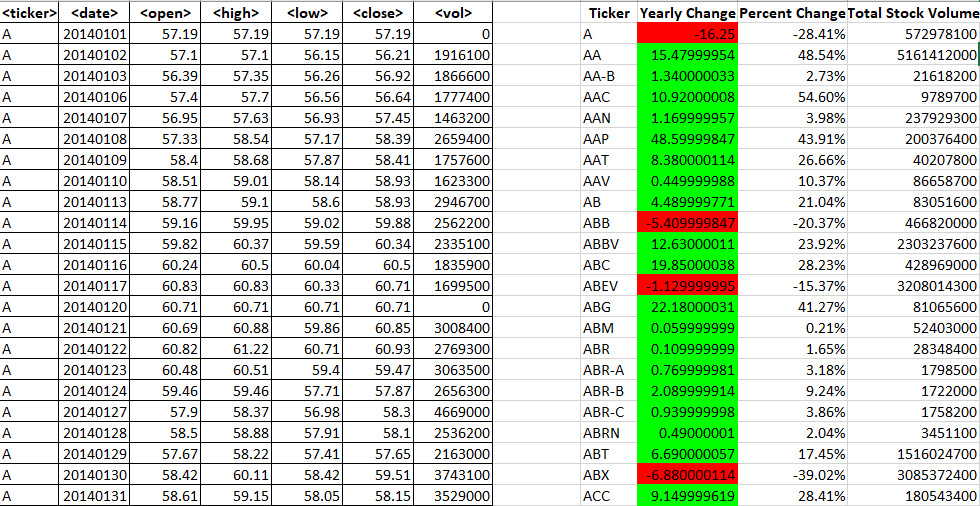 <ticker> <date> <open> <high> <low> <close> <vol> Ticker Yearly Change Percent Change Total Stock Volume
A 20140101 57.19 57.19 57.19 57.19 0 A -16.25 -28.41% 572978100
A 20140102 57.1 57.1 56.15 56.21 1916100 AA 15.47999954 48.54% 5161412000
A 20140103 56.39 57.35 56.26 56.92 1866600 AA-B 1.340000033 2.73% 21618200
A 20140106 57.4 57.7 56.56 56.64 1777400 AAC 10.92000008 54.60% 9789700
A 20140107 56.95 57.63 56.93 57.45 1463200 AAN 1.169999957 3.98% 237929300
A 20140108 57.33 58.54 57.17 58.39 2659400 AAP 48.59999847 43.91% 200376400
A 20140109 58.4 58.68 57.87 58.41 1757600 AAT 8.380000114 26.66% 40207800
A 20140110 58.51 59.01 58.14 58.93 1623300 AAV 0.449999988 10.37% 86658700
A 20140113 58.77 59.1 58.6 58.93 2946700 AB 4.489999771 21.04% 83051600
A 20140114 59.16 59.95 59.02 59.88 2562200 ABB -5.409999847 -20.37% 466820000
A 20140115 59.82 60.37 59.59 60.34 2335100 ABBV 12.63000011 23.92% 2303237600
A 20140116 60.24 60.5 60.04 60.5 1835900 ABC 19.85000038 28.23% 428969000
A 20140117 60.83 60.83 60.33 60.71 1699500 ABEV -1.129999995 -15.37% 3208014300
A 20140120 60.71 60.71 60.71 60.71 0 ABG 22.18000031 41.27% 81065600
A 20140121 60.69 60.88 59.86 60.85 3008400 ABM 0.059999999 0.21% 52403000
A 20140122 60.82 61.22 60.71 60.93 2769300 ABR 0.109999999 1.65% 28348400
A 20140123 60.48 60.51 59.4 59.47 3063500 ABR-A 0.769999981 3.18% 1798500
A 20140124 59.46 59.46 57.71 57.87 2656300 ABR-B 2.089999914 9.24% 1722000
A 20140127 57.9 58.37 56.98 58.3 4669000 ABR-C 0.939999998 3.86% 1758200
A 20140128 58.5 58.88 57.91 58.1 2536200 ABRN 0.49000001 2.04% 3451100
A 20140129 57.67 58.22 57.41 57.65 2163000 ABT 6.690000057 17.45% 1516024700
A 20140130 58.42 60.11 58.42 59.51 3743100 ABX -6.880000114 -39.02% 3085372400
A 20140131 58.61 59.15 58.05 58.15 3529000 ACC 9.149999619 28.41% 180543400